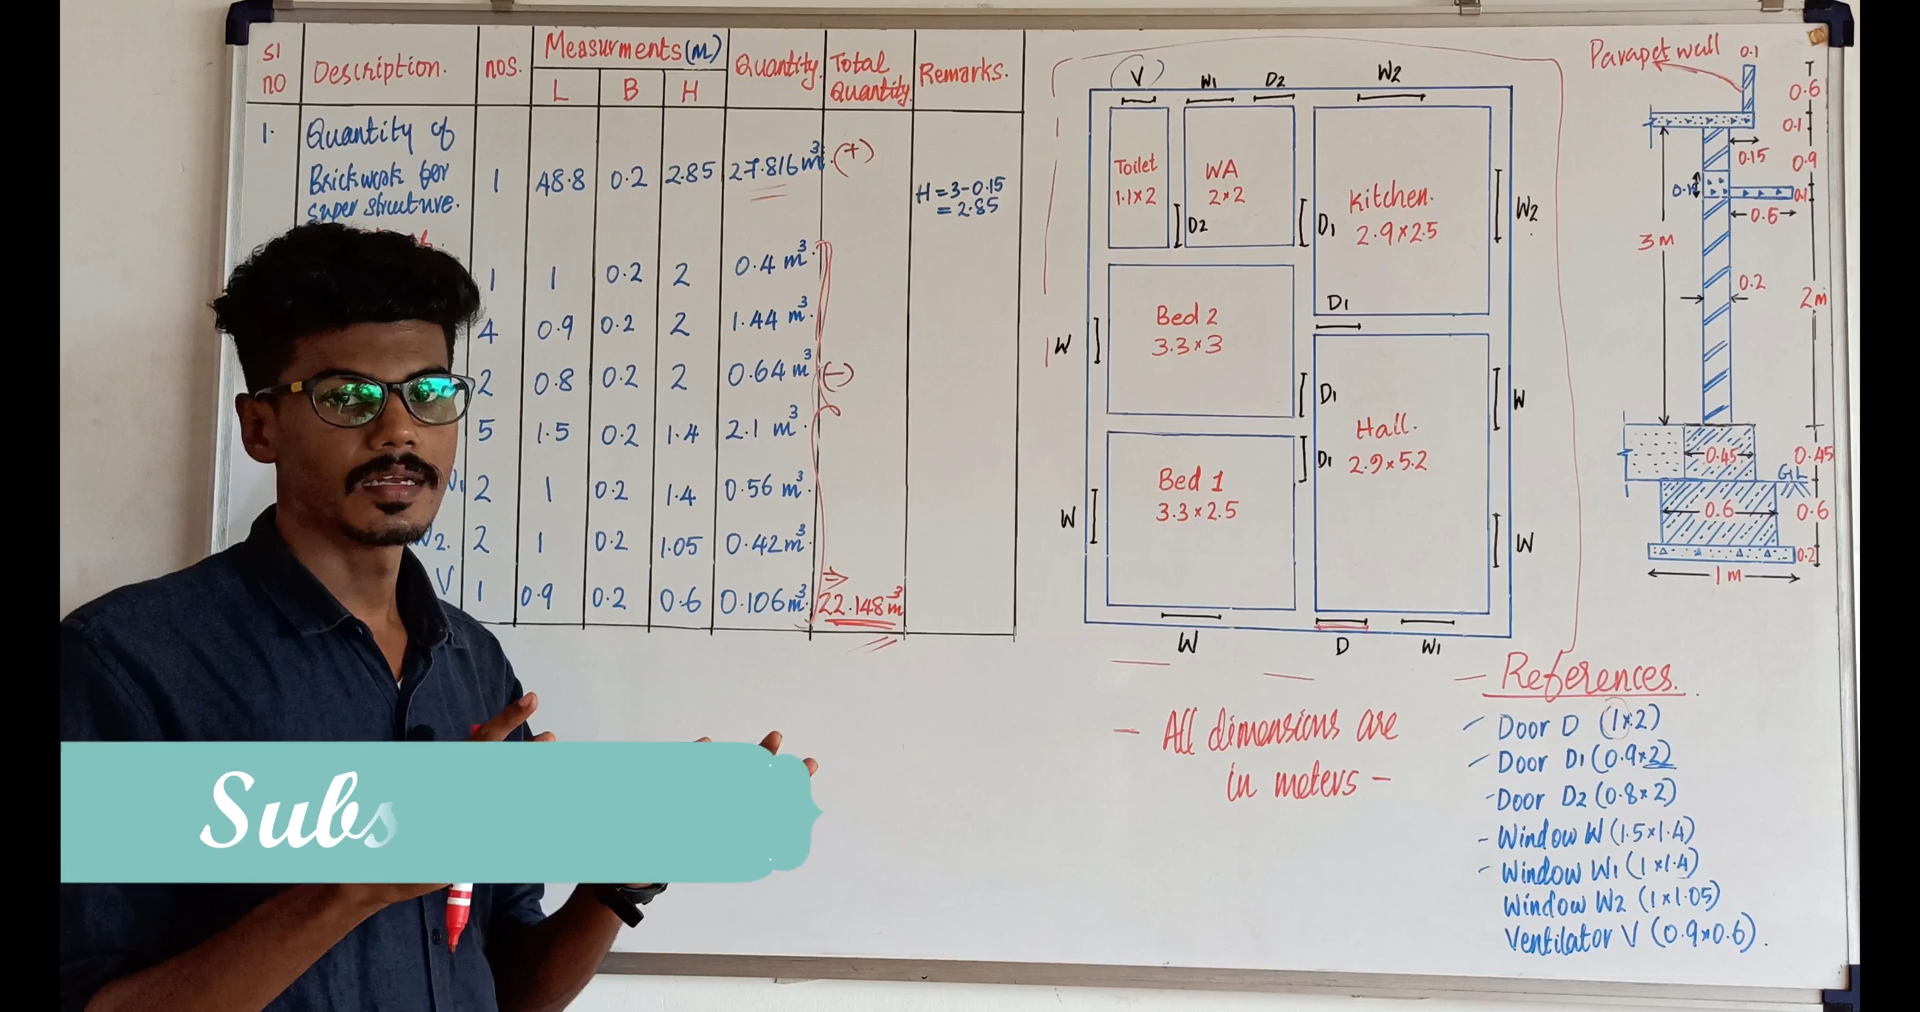 Sl no | Description. | nos. | Measurments (m) | Quantity. | Total Quantity. | Remarks.
L | B | H
1. Quantity of
Brickwork for
super structure.
1 | 48.8 | 0.2 | 2.85 | 27.816 m³. (+)
H = 3-0.15
= 2.85
1 | 1 | 0.2 | 2 | 0.4 m³.
4 | 0.9 | 0.2 | 2 | 1.44 m³.
2 | 0.8 | 0.2 | 2 | 0.64 m³ (-)
5 | 1.5 | 0.2 | 1.4 | 2.1 m³.
2 | 1 | 0.2 | 1.4 | 0.56 m³.
W2. 2 | 1 | 0.2 | 1.05 | 0.42 m³.
V | 1 | 0.9 | 0.2 | 0.6 | 0.106 m³. | 22.148 m³
V W1 D2 W2
Toilet
1.1×2
WA
2×2
Kitchen.
2.9×2.5
D2
D1
W2
D1
Bed 2
3.3×3
W
D1
W
Hall.
2.9×5.2
D1
Bed 1
3.3×2.5
W
W
W D W1
Parapet wall
0.1
0.6
0.1
0.15
0.9
0.15
0.1
0.6
3 m
0.2
2m
0.45
0.45
GL
0.6
0.6
0.2
1 m
- All dimensions are
in meters -
References.
- Door D (1×2)
- Door D1 (0.9×2)
- Door D2 (0.8×2)
- Window W (1.5×1.4)
- Window W1 (1×1.4)
Window W2 (1×1.05)
Ventilator V (0.9×0.6).
Subs